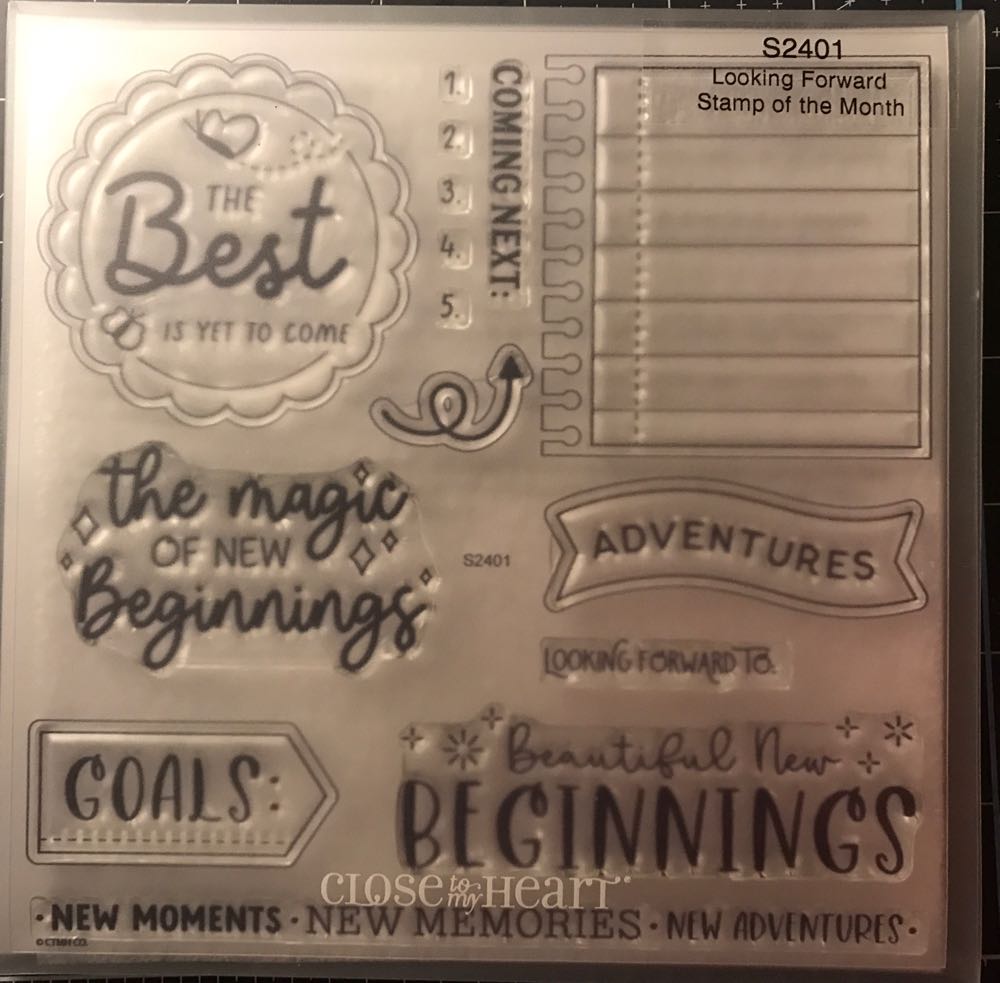 S2401
Looking Forward
Stamp of the Month
THE
Best
IS YET TO COME
1.
2.
3.
4.
5.
COMING NEXT:
the magic
OF NEW
Beginnings
S2401
ADVENTURES
LOOKING FORWARD TO:
GOALS:
Beautiful New
BEGINNINGS
CLOSE to my HEART®
• NEW MOMENTS • NEW MEMORIES • NEW ADVENTURES •
© CTMH CO.